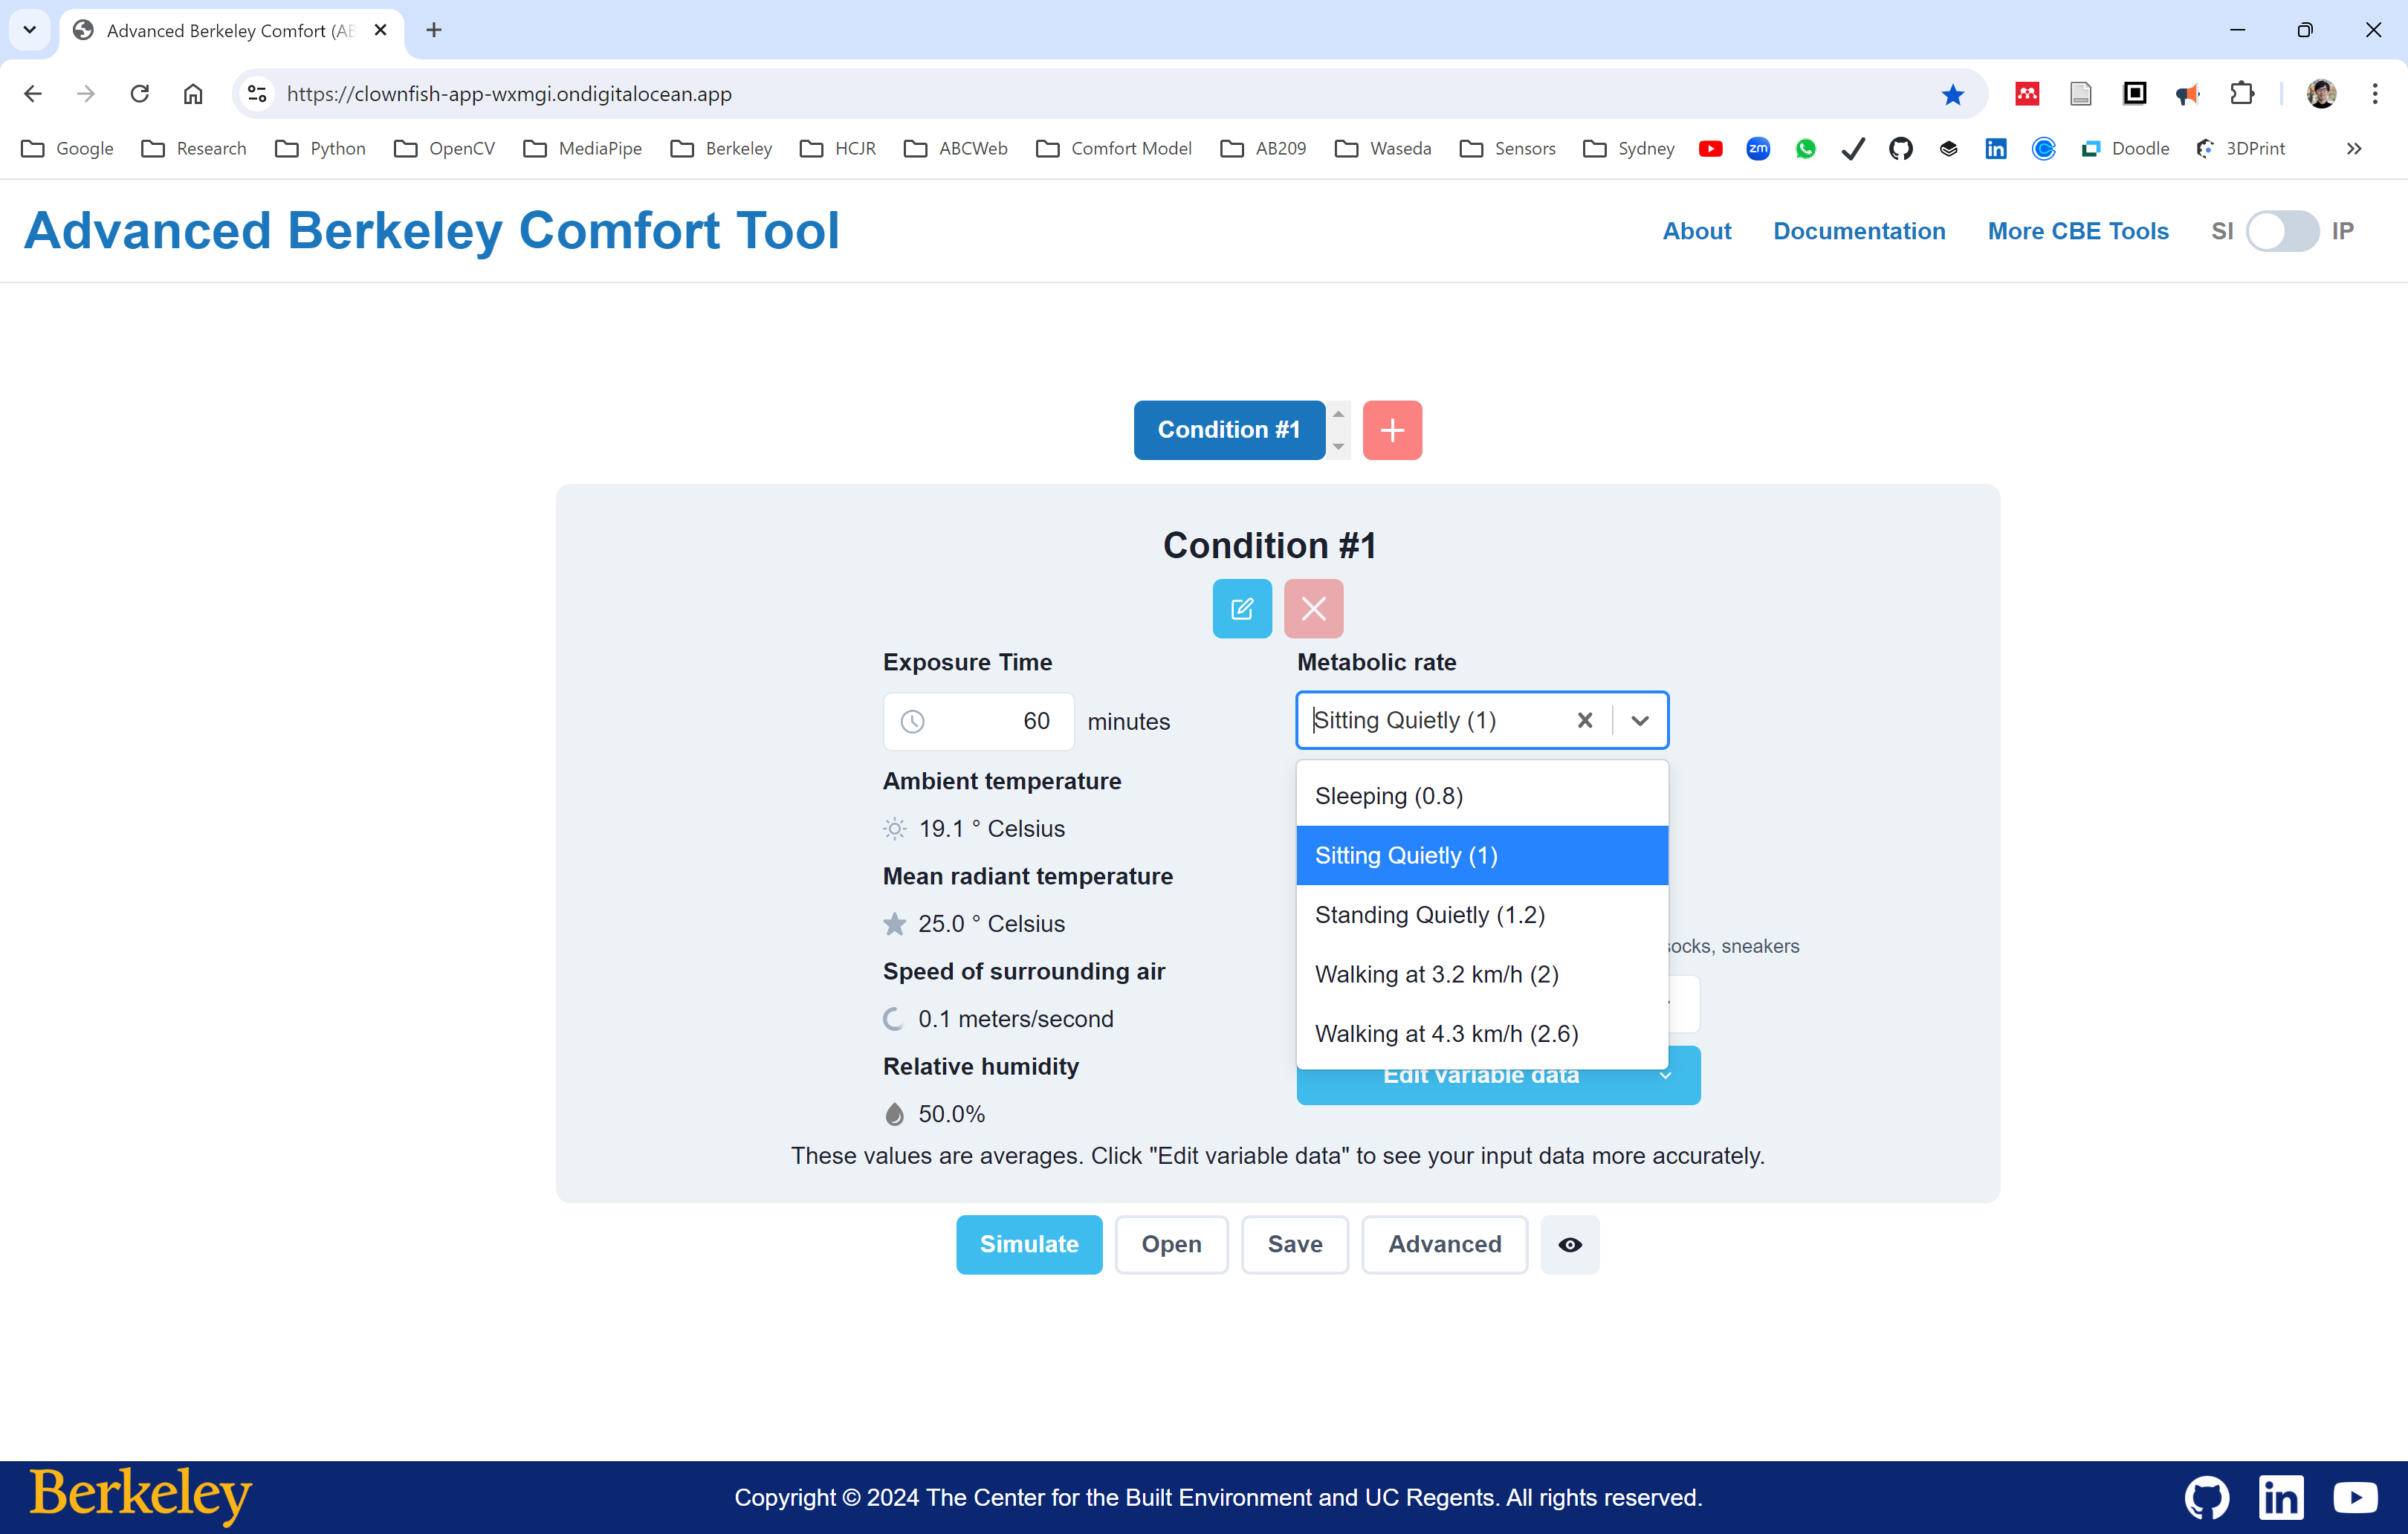 Advanced Berkeley Comfort (AB
https://clownfish-app-wxmgi.ondigitalocean.app
Google Research Python OpenCV MediaPipe Berkeley HCJR ABCWeb Comfort Model AB209 Waseda Sensors Sydney zm in Doodle 3DPrint
Advanced Berkeley Comfort Tool
About Documentation More CBE Tools SI IP
Condition #1
Condition #1
Exposure Time
60 minutes
Ambient temperature
19.1 ° Celsius
Mean radiant temperature
25.0 ° Celsius
Speed of surrounding air
0.1 meters/second
Relative humidity
50.0%
Metabolic rate
Sitting Quietly (1)
Sleeping (0.8)
Sitting Quietly (1)
Standing Quietly (1.2)
Walking at 3.2 km/h (2)
Walking at 4.3 km/h (2.6)
socks, sneakers
Edit variable data
These values are averages. Click "Edit variable data" to see your input data more accurately.
Simulate Open Save Advanced
Berkeley
Copyright © 2024 The Center for the Built Environment and UC Regents. All rights reserved.
in